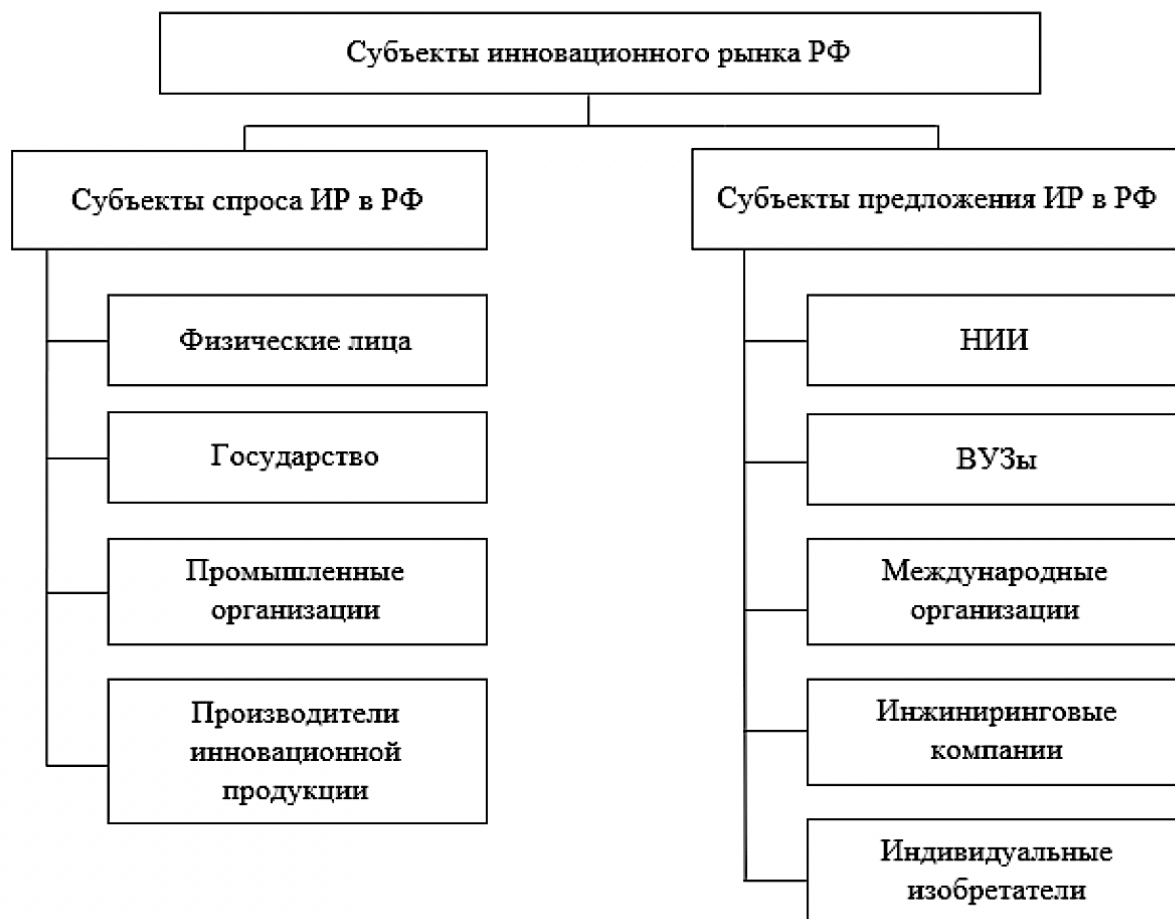 Субъекты инновационного рынка РФ
Субъекты спроса ИР в РФ
Физические лица
Государство
Промышленные
организации
Производители
инновационной
продукции
Субъекты предложения ИР в РФ
НИИ
ВУЗы
Международные
организации
Инжиниринговые
компании
Индивидуальные
изобретатели